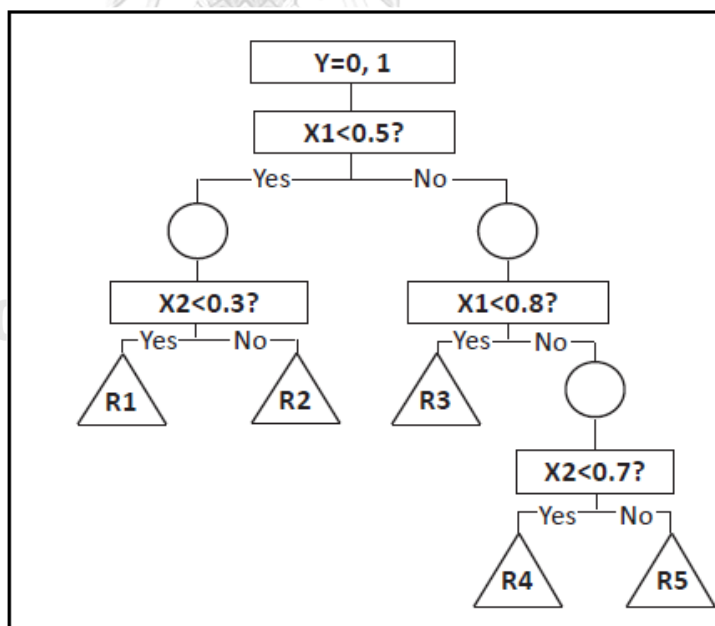 Y=0, 1
X1<0.5?
Yes No
X2<0.3? X1<0.8?
Yes No Yes No
R1 R2 R3
X2<0.7?
Yes No
R4 R5